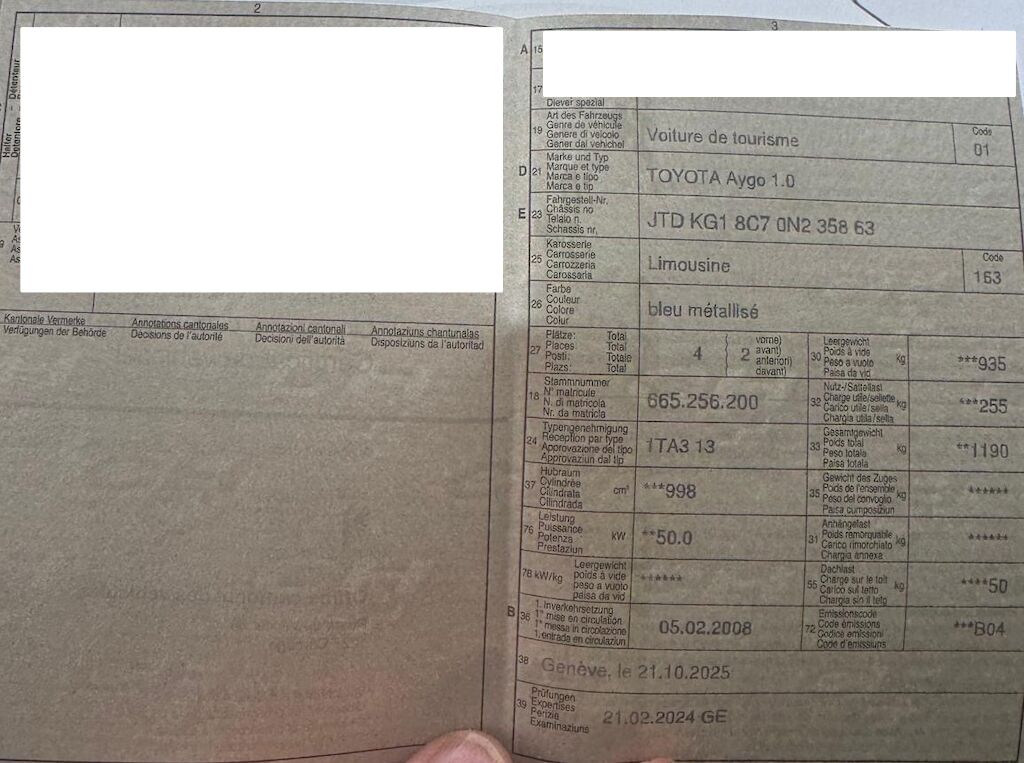 2
Détenteur
Halter
Kantonale Vermerke Annotations cantonales Annotazioni cantonali Annotaziuns chantunalas
Verfügungen der Behörde Décisions de l'autorité Decisioni dell'autorità Disposiziuns da l'autoritad
3
A 15
17
Diever spezial
19 Art des Fahrzeugs
Genre de véhicule
Genere di veicolo
Gener dal vehichel
Voiture de tourisme
Code
01
D 21 Marke und Typ
Marque et type
Marca e tipo
Marca e tip
TOYOTA Aygo 1.0
E 23 Fahrgestell-Nr.
Châssis no
Telaio n.
Schassis nr.
JTD KG1 8C7 0N2 358 63
25 Karosserie
Carrosserie
Carrozzeria
Carossaria
Limousine
Code
163
26 Farbe
Couleur
Colore
Colur
bleu métallisé
27 Plätze: Total
Places: Total
Posti: Totale
Plazs: Total
4
2
vorne)
avant)
anteriori)
davant)
30 Leergewicht
Poids à vide
Peso a vuoto
Paisa da vid
kg
***935
18 Stammnummer
N° matricule
N. di matricola
Nr. da matricla
665.256.200
32 Nutz-/Sattellast
Charge utile/sellette
Carico utile/sella
Chargia utila/sella
kg
***255
24 Typengenehmigung
Réception par type
Approvazione del tipo
Approvaziun dal tip
1TA3 13
33 Gesamtgewicht
Poids total
Peso totale
Paisa totala
kg
**1190
37 Hubraum
Cylindrée
Cilindrata
Cilindrada
cm³
***998
35 Gewicht des Zuges
Poids de l'ensemble
Peso del convoglio
Paisa cumposiziun
kg
******
76 Leistung
Puissance
Potenza
Prestaziun
kW
**50.0
31 Anhängelast
Poids remorquable
Carico rimorchiato
Chargia annexa
kg
******
78 kW/kg
Leergewicht
poids à vide
peso a vuoto
paisa da vid
******
55 Dachlast
Charge sur le toit
Carico sul tetto
Chargia sin il tetg
kg
****50
B 36 1. Inverkehrsetzung
1re mise en circulation
1a messa in circolazione
1. entrada en circulaziun
05.02.2008
72 Emissionscode
Code émissions
Codice emissioni
Code d'emissiuns
***B04
38 Genève, le 21.10.2025
39 Prüfungen
Expertises
Perizie
Examinaziuns
21.02.2024 GE